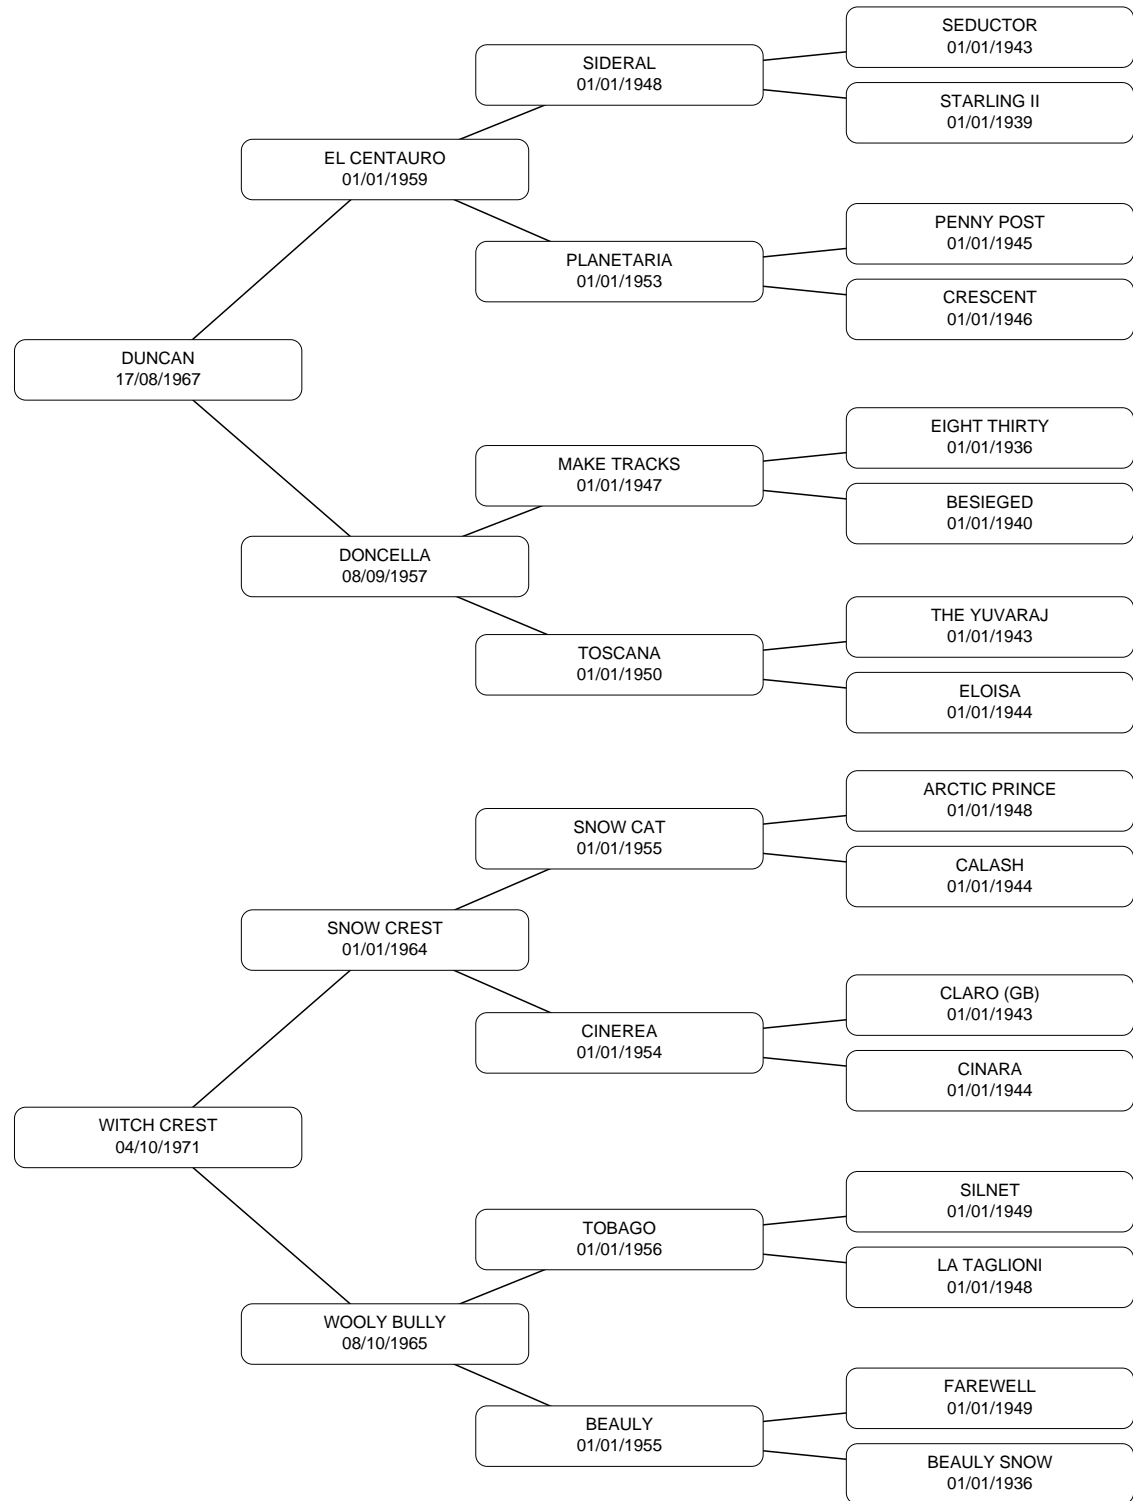 SEDUCTOR
01/01/1943
SIDERAL
01/01/1948
STARLING II
01/01/1939
EL CENTAURO
01/01/1959
PENNY POST
01/01/1945
PLANETARIA
01/01/1953
CRESCENT
01/01/1946
DUNCAN
17/08/1967
EIGHT THIRTY
01/01/1936
MAKE TRACKS
01/01/1947
BESIEGED
01/01/1940
DONCELLA
08/09/1957
THE YUVARAJ
01/01/1943
TOSCANA
01/01/1950
ELOISA
01/01/1944
ARCTIC PRINCE
01/01/1948
SNOW CAT
01/01/1955
CALASH
01/01/1944
SNOW CREST
01/01/1964
CLARO (GB)
01/01/1943
CINEREA
01/01/1954
CINARA
01/01/1944
WITCH CREST
04/10/1971
SILNET
01/01/1949
TOBAGO
01/01/1956
LA TAGLIONI
01/01/1948
WOOLY BULLY
08/10/1965
FAREWELL
01/01/1949
BEAULY
01/01/1955
BEAULY SNOW
01/01/1936